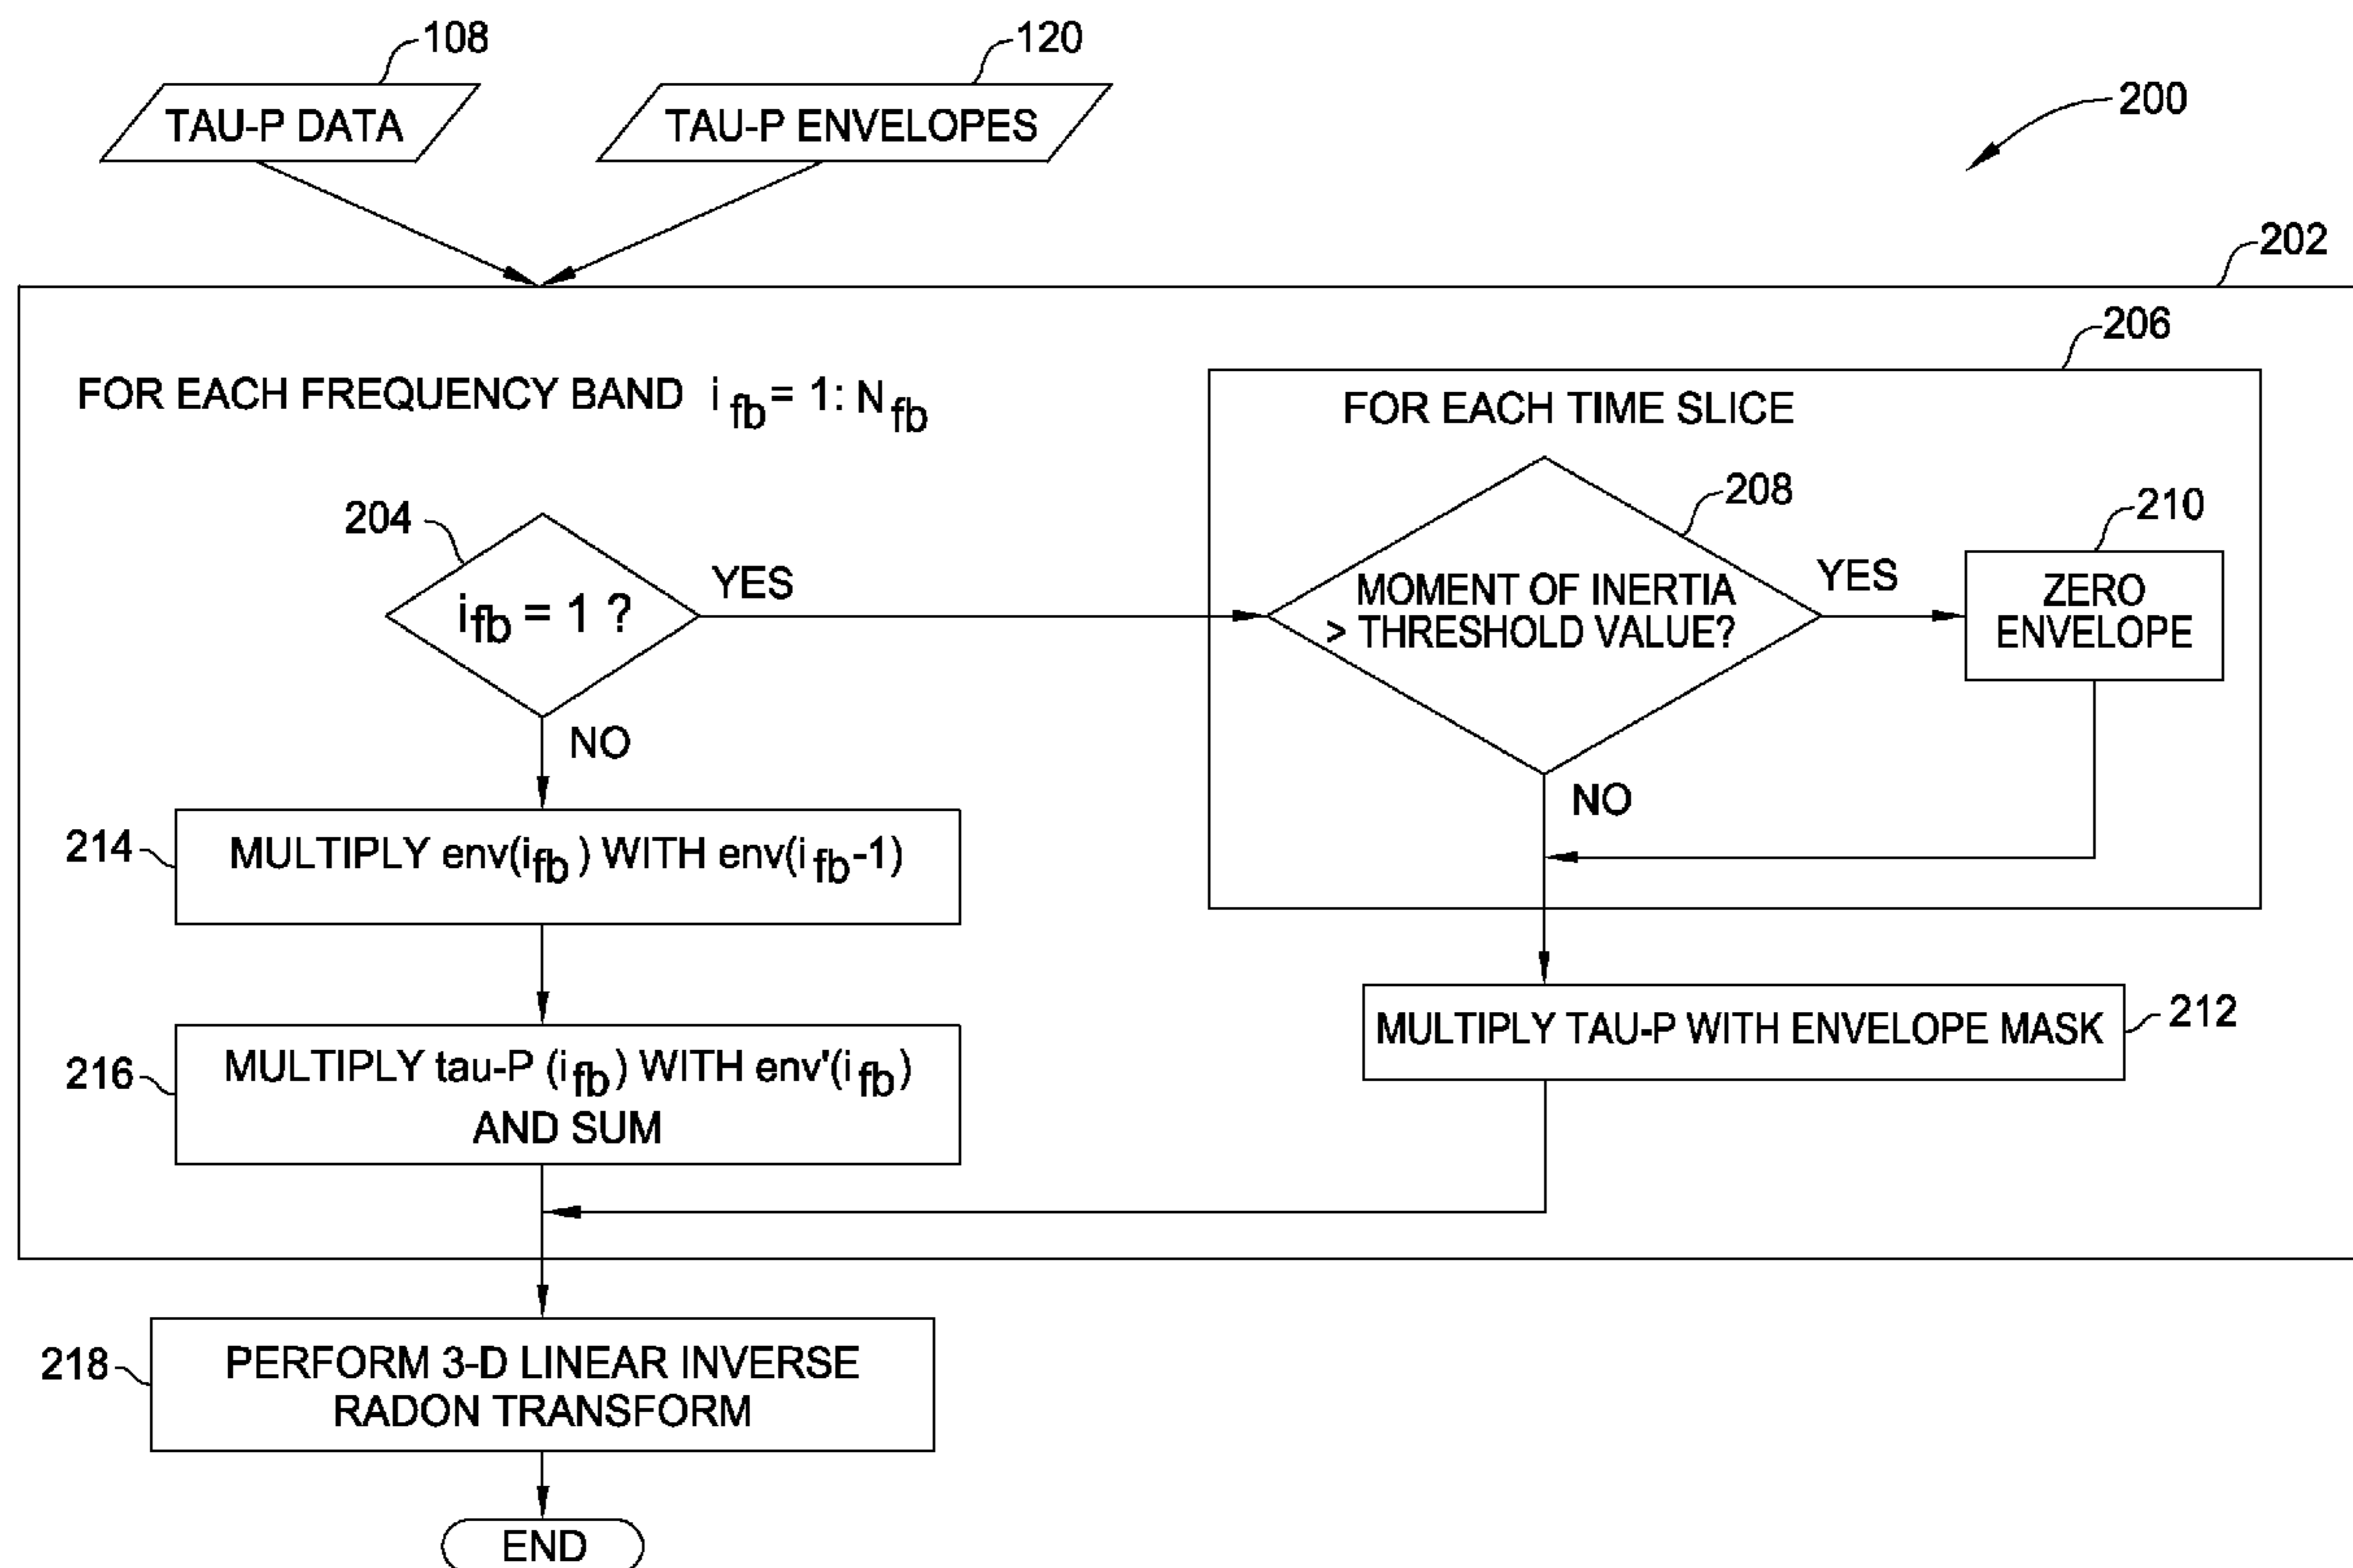 108
120
TAU-P DATA
TAU-P ENVELOPES
200
202
206
FOR EACH FREQUENCY BAND i fb = 1: N fb
FOR EACH TIME SLICE
204
208
210
i fb = 1 ?
YES
MOMENT OF INERTIA
> THRESHOLD VALUE?
YES
ZERO
ENVELOPE
NO
NO
214
MULTIPLY env(i fb ) WITH env(i fb -1)
212
MULTIPLY TAU-P WITH ENVELOPE MASK
216
MULTIPLY tau-P (i fb ) WITH env'(i fb )
AND SUM
218
PERFORM 3-D LINEAR INVERSE
RADON TRANSFORM
END